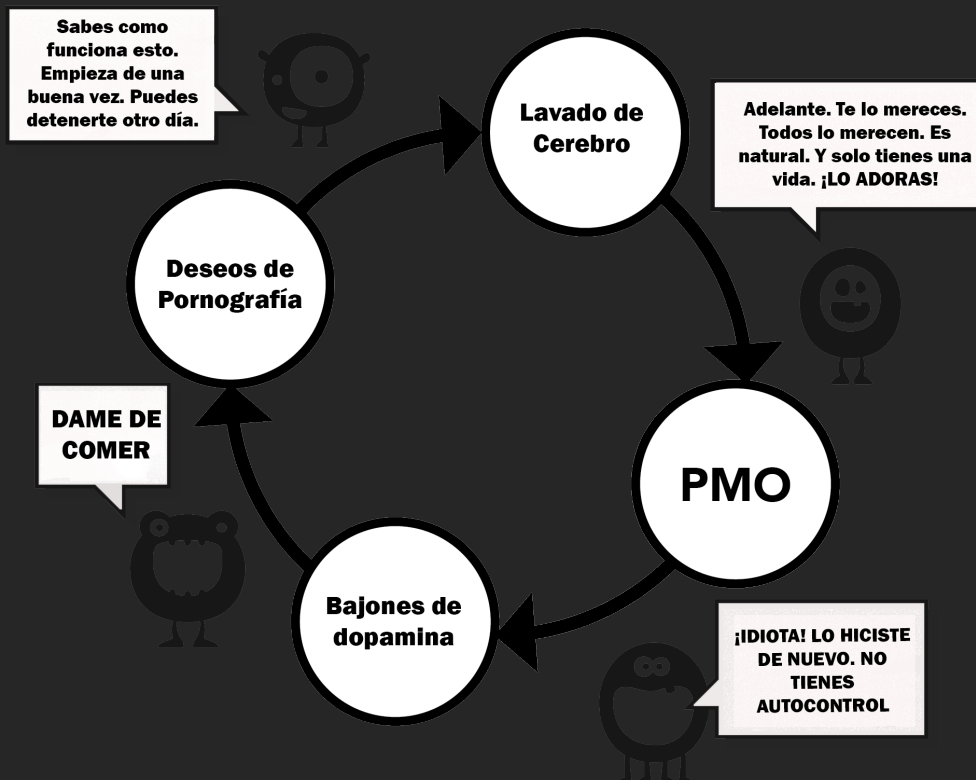 Sabes como
funciona esto.
Empieza de una
buena vez. Puedes
detenerte otro día.
Lavado de
Cerebro
Adelante. Te lo mereces.
Todos lo merecen. Es
natural. Y solo tienes una
vida. ¡LO ADORAS!
Deseos de
Pornografía
DAME DE
COMER
PMO
Bajones de
dopamina
¡IDIOTA! LO HICISTE
DE NUEVO. NO
TIENES
AUTOCONTROL